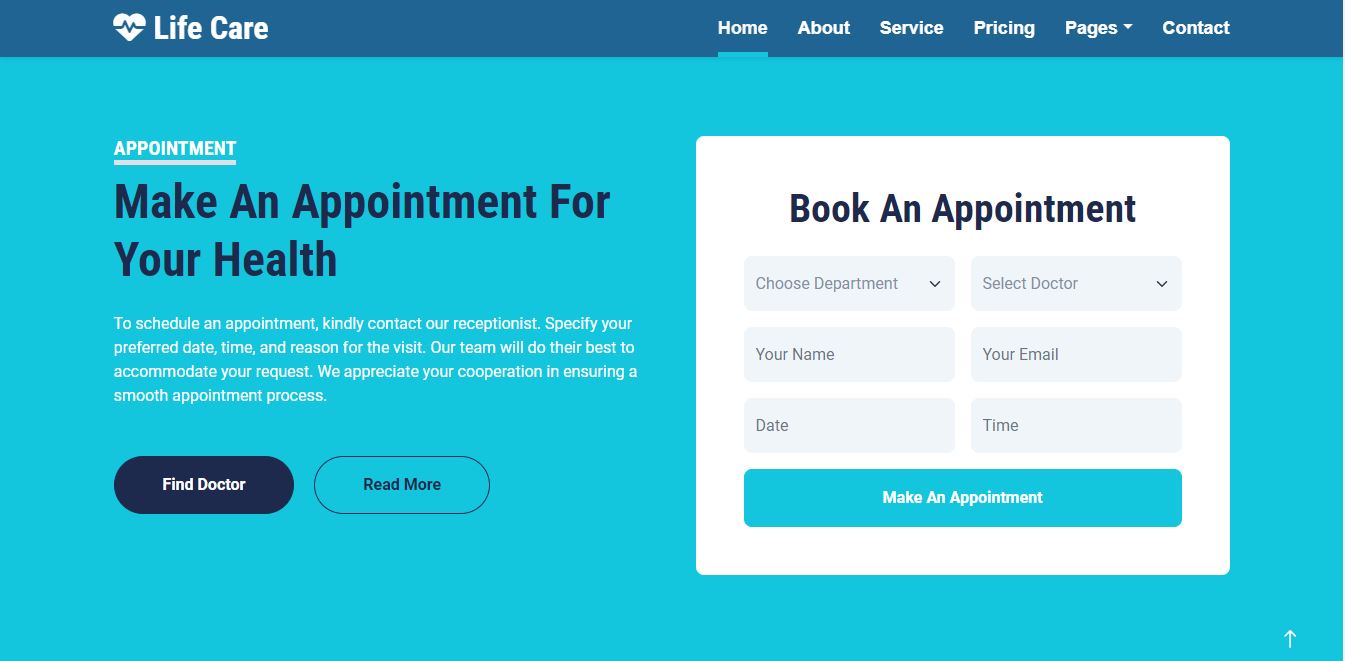 Life Care
Home About Service Pricing Pages Contact
APPOINTMENT
Make An Appointment For
Your Health
To schedule an appointment, kindly contact our receptionist. Specify your
preferred date, time, and reason for the visit. Our team will do their best to
accommodate your request. We appreciate your cooperation in ensuring a
smooth appointment process.
Find Doctor Read More
Book An Appointment
Choose Department Select Doctor
Your Name Your Email
Date Time
Make An Appointment